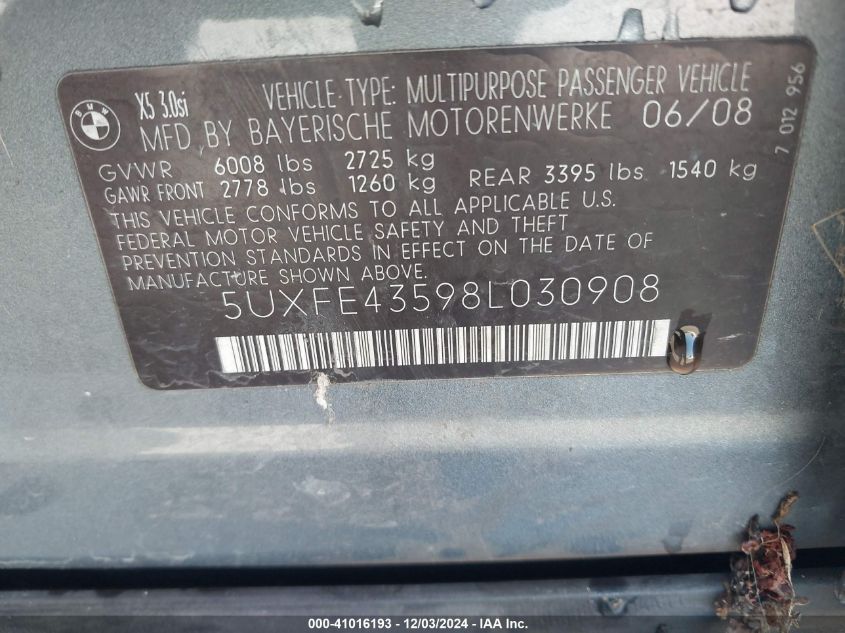 BMW
X5 3.0si
VEHICLE TYPE: MULTIPURPOSE PASSENGER VEHICLE
MFD BY BAYERISCHE MOTORENWERKE 06/08
GVWR 6008 lbs 2725 kg
GAWR FRONT 2778 lbs 1260 kg REAR 3395 lbs 1540 kg
THIS VEHICLE CONFORMS TO ALL APPLICABLE U.S.
FEDERAL MOTOR VEHICLE SAFETY AND THEFT
PREVENTION STANDARDS IN EFFECT ON THE DATE OF
MANUFACTURE SHOWN ABOVE.
5UXFE43598L030908
7 012 956
000-41016193 - 12/03/2024 - © IAA, Inc.